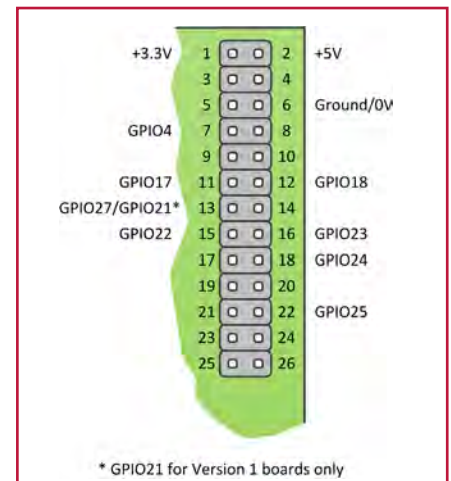 +3.3V 1 2 +5V
3 4
5 6 Ground/0V
GPIO4 7 8
9 10
GPIO17 11 12 GPIO18
GPIO27/GPIO21* 13 14
GPIO22 15 16 GPIO23
17 18 GPIO24
19 20
21 22 GPIO25
23 24
25 26
* GPIO21 for Version 1 boards only